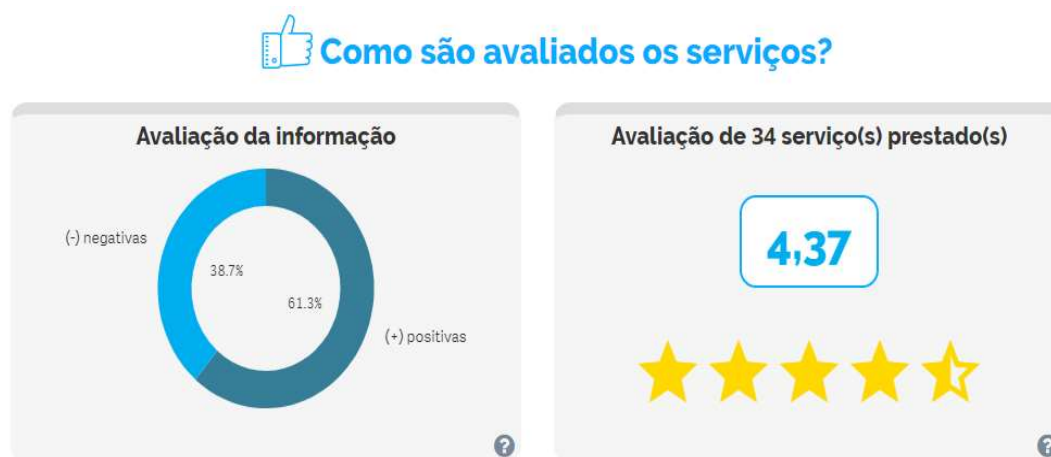 Como são avaliados os serviços?
Avaliação da informação
(-) negativas
38.7%
61.3%
(+) positivas
?
Avaliação de 34 serviço(s) prestado(s)
4,37
?